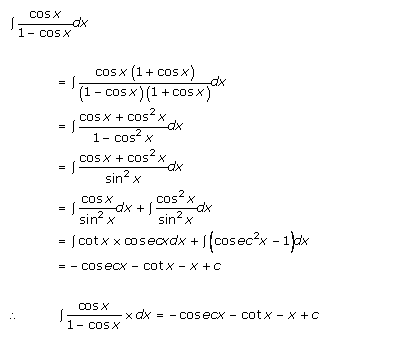 ∫ cos x / (1 − cos x) dx
= ∫ cos x (1 + cos x) / ((1 − cos x)(1 + cos x)) dx
= ∫ (cos x + cos² x) / (1 − cos² x) dx
= ∫ (cos x + cos² x) / sin² x dx
= ∫ cos x / sin² x dx + ∫ cos² x / sin² x dx
= ∫ cot x × cosec x dx + ∫ (cosec² x − 1) dx
= − cosec x − cot x − x + c
∴ ∫ cos x / (1 − cos x) × dx = − cosec x − cot x − x + c